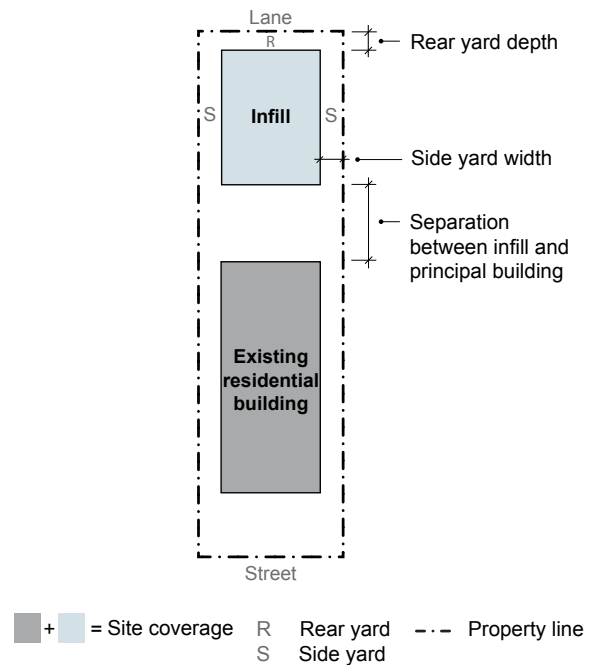 Lane
R
Rear yard depth
S
Infill
S
Side yard width
Separation
between infill and
principal building
Existing
residential
building
Street
+ = Site coverage
R Rear yard
Property line
S Side yard